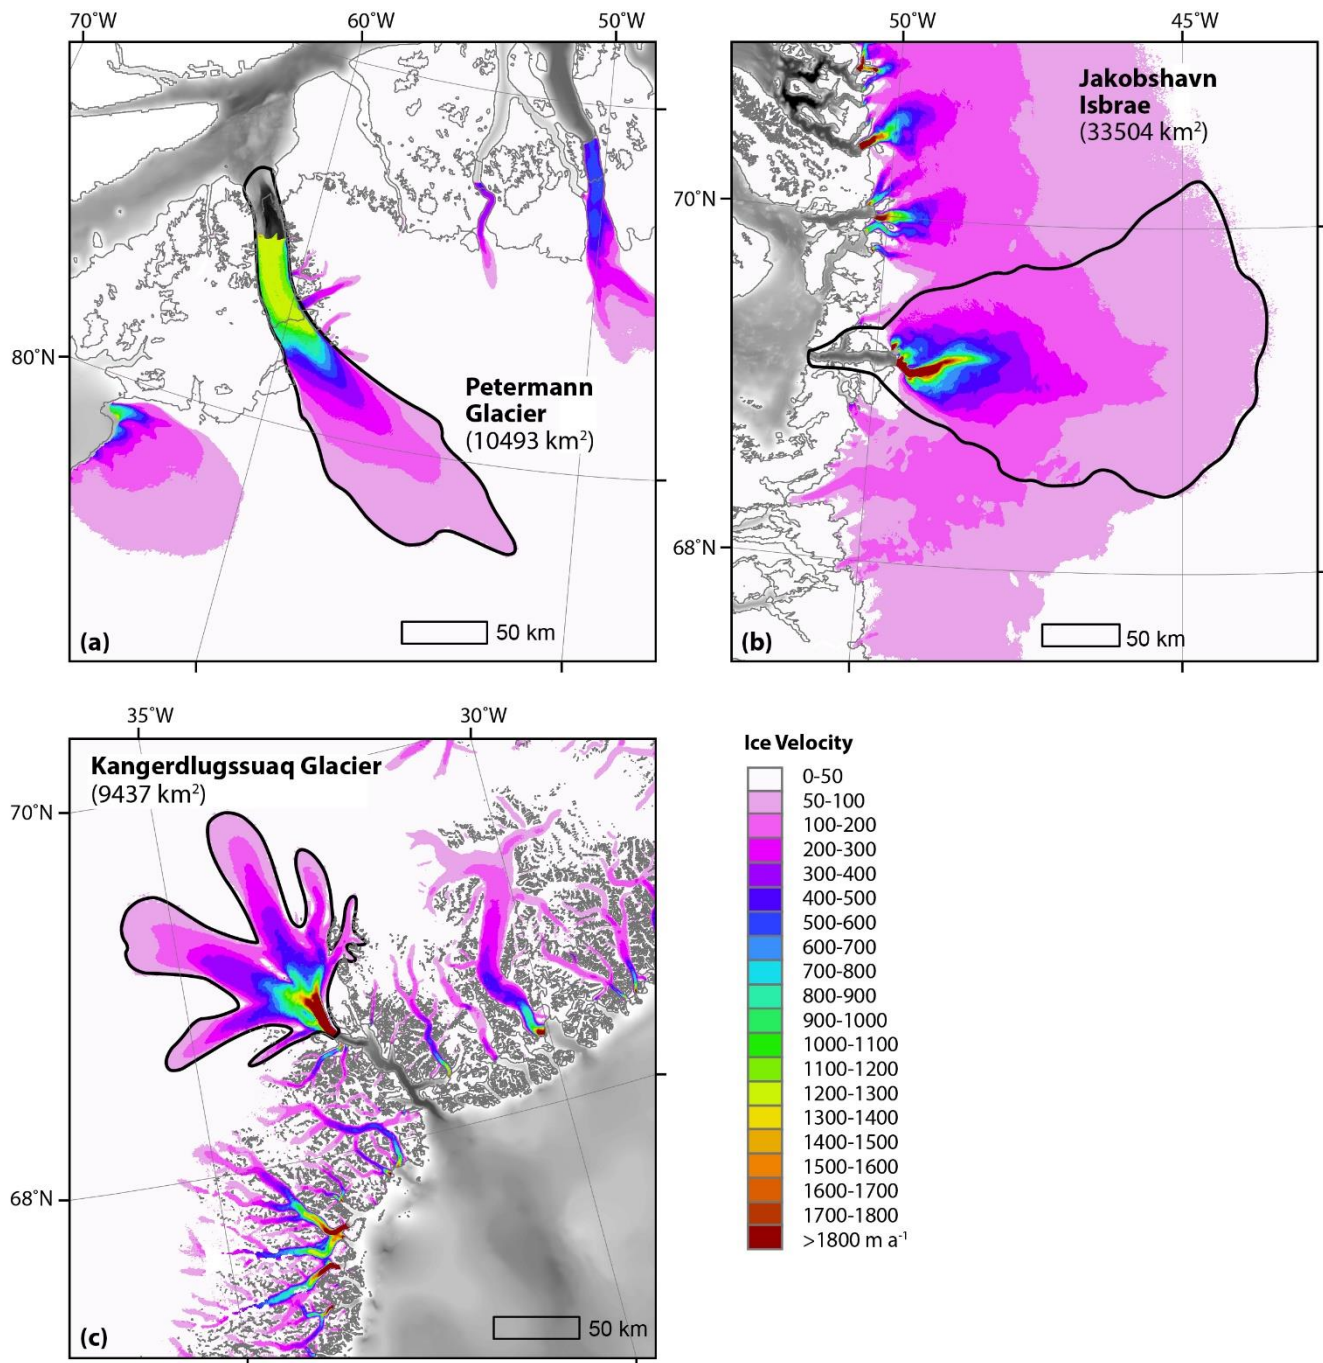 70°W
60°W
50°W
80°N
Petermann
Glacier
(10493 km²)
50 km
(a)
50°W
45°W
Jakobshavn
Isbrae
(33504 km²)
70°N
68°N
50 km
(b)
35°W
30°W
Kangerdlugssuaq Glacier
(9437 km²)
70°N
68°N
50 km
(c)
Ice Velocity
0-50
50-100
100-200
200-300
300-400
400-500
500-600
600-700
700-800
800-900
900-1000
1000-1100
1100-1200
1200-1300
1300-1400
1400-1500
1500-1600
1600-1700
1700-1800
>1800 m a⁻¹